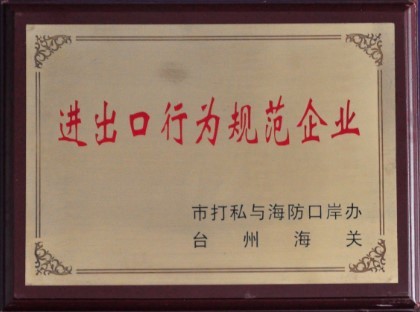 进出口行为规范企业
市打私与海防口岸办
台州海关